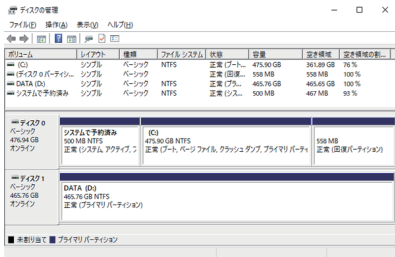 ディスクの管理
ファイル(F) 操作(A) 表示(V) ヘルプ(H)
ボリューム レイアウト 種類 ファイル システム 状態 容量 空き領域 空き領域の割...
(C:) シンプル ベーシック NTFS 正常 (ブート... 475.90 GB 361.89 GB 76 %
(ディスク 0 パーティシ... シンプル ベーシック 正常 (回復... 558 MB 558 MB 100 %
DATA (D:) シンプル ベーシック NTFS 正常 (プラ... 465.76 GB 465.65 GB 100 %
システムで予約済み シンプル ベーシック NTFS 正常 (シス... 500 MB 467 MB 93 %
ディスク 0
ベーシック
476.94 GB
オンライン
システムで予約済み
500 MB NTFS
正常 (システム, アクティブ, プ
(C:)
475.90 GB NTFS
正常 (ブート, ページ ファイル, クラッシュ ダンプ, プライマリ パーティ
558 MB
正常 (回復パーティション)
ディスク 1
ベーシック
465.76 GB
オンライン
DATA (D:)
465.76 GB NTFS
正常 (プライマリ パーティション)
未割り当て プライマリ パーティション